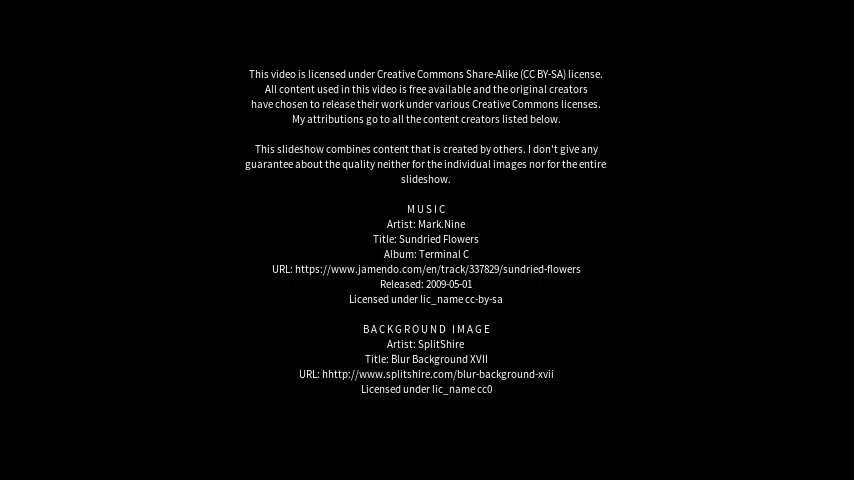 This video is licensed under Creative Commons Share-Alike (CC BY-SA) license.
All content used in this video is free available and the original creators
have chosen to release their work under various Creative Commons licenses.
My attributions go to all the content creators listed below.
This slideshow combines content that is created by others. I don't give any
guarantee about the quality neither for the individual images nor for the entire
slideshow.
MUSIC
Artist: Mark.Nine
Title: Sundried Flowers
Album: Terminal C
URL: https://www.jamendo.com/en/track/337829/sundried-flowers
Released: 2009-05-01
Licensed under lic_name cc-by-sa
BACKGROUND IMAGE
Artist: SplitShire
Title: Blur Background XVII
URL: hhttp://www.splitshire.com/blur-background-xvii
Licensed under lic_name cc0